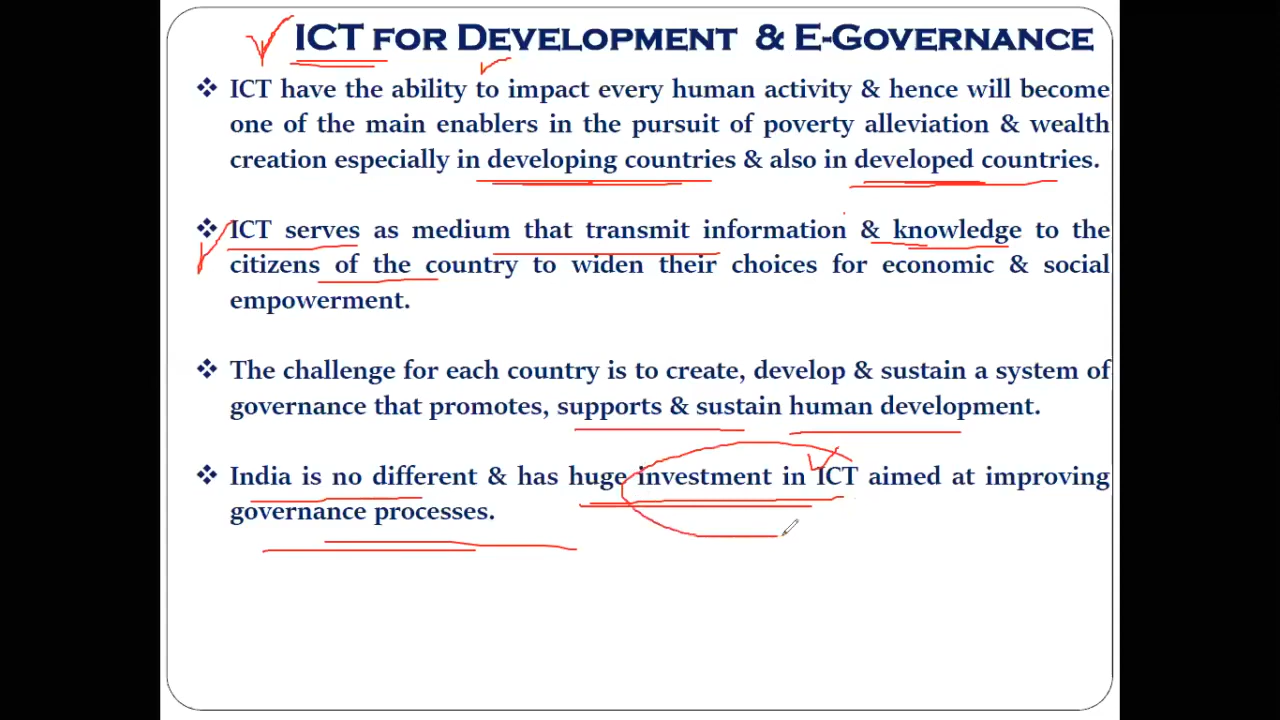 ICT FOR DEVELOPMENT & E-GOVERNANCE
❖ ICT have the ability to impact every human activity & hence will become
one of the main enablers in the pursuit of poverty alleviation & wealth
creation especially in developing countries & also in developed countries.
❖ ICT serves as medium that transmit information & knowledge to the
citizens of the country to widen their choices for economic & social
empowerment.
❖ The challenge for each country is to create, develop & sustain a system of
governance that promotes, supports & sustain human development.
❖ India is no different & has huge investment in ICT aimed at improving
governance processes.